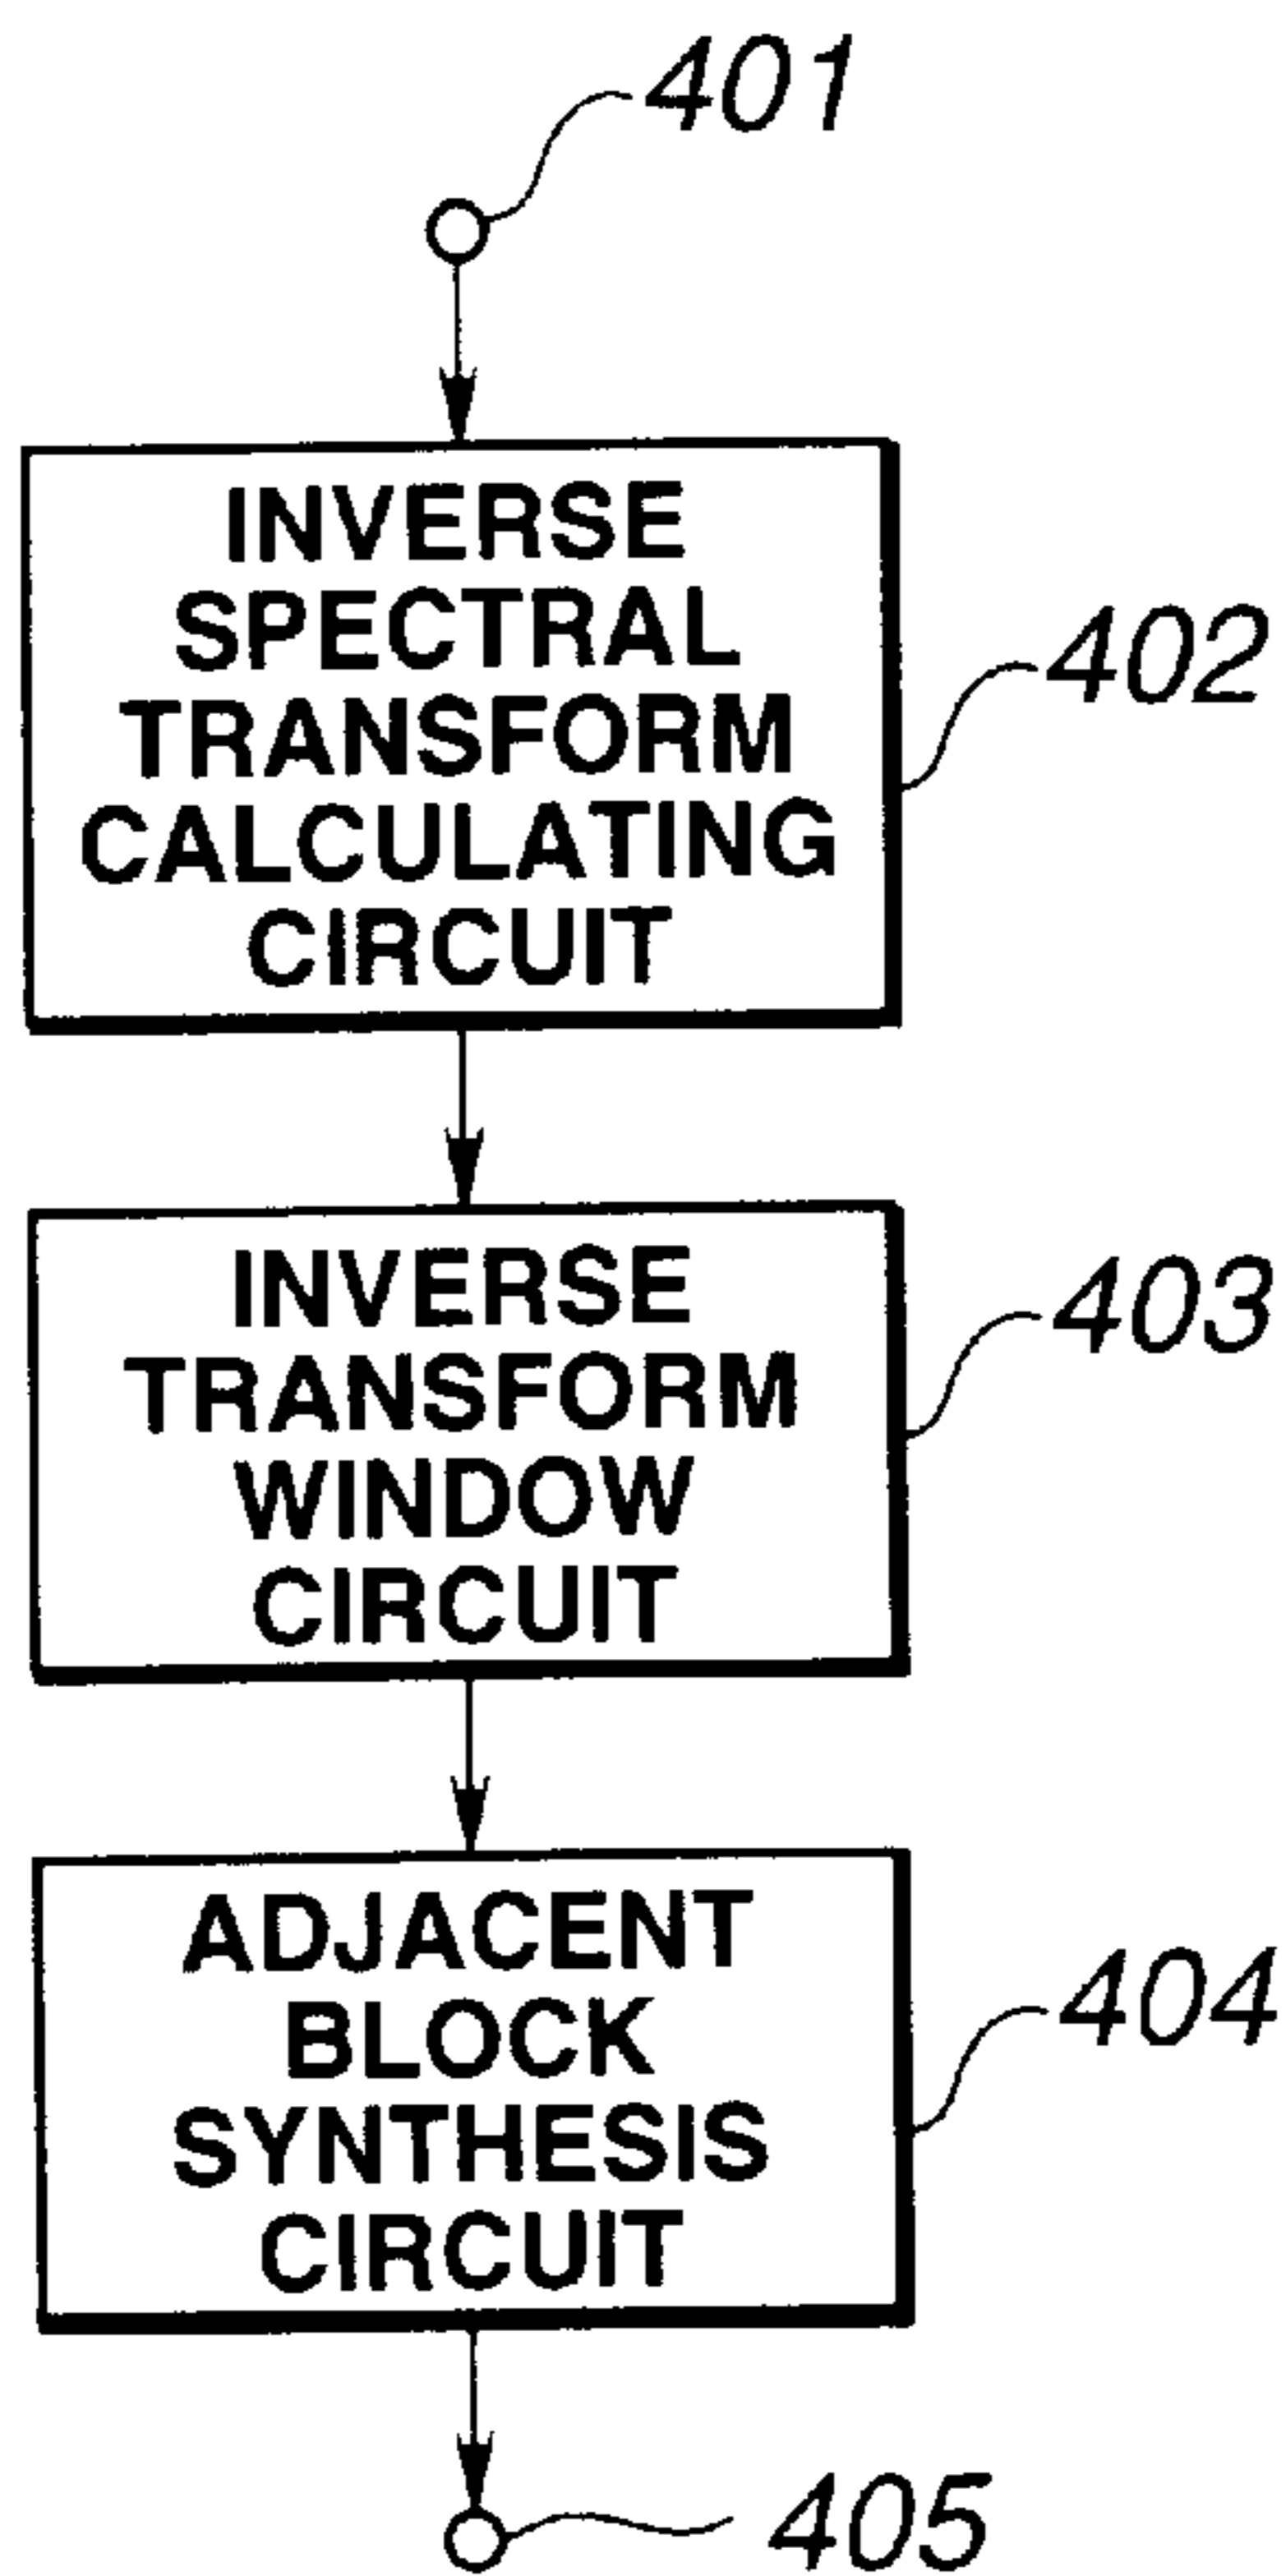 401
INVERSE
SPECTRAL
TRANSFORM
CALCULATING
CIRCUIT
402
INVERSE
TRANSFORM
WINDOW
CIRCUIT
403
ADJACENT
BLOCK
SYNTHESIS
CIRCUIT
404
405